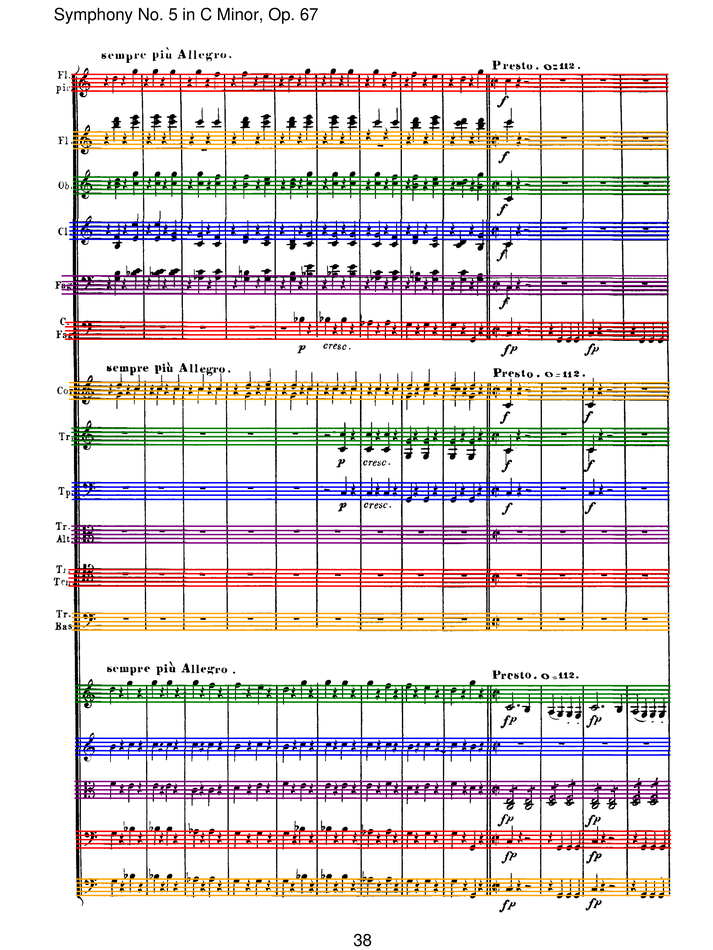 Symphony No. 5 in C Minor, Op. 67
sempre più Allegro.
Presto. 𝅝=112.
Fl.
pic.
f
Fl.
f
Ob.
f
Cl.
f
Fag.
f
C.
Fa.
p cresc. fp fp
sempre più Allegro.
Presto. 𝅝=112.
Co.
f f
Tr.
p cresc. f f
Tp.
p cresc. f f
Tr.
Alt.
Tr.
Ten.
Tr.
Bas.
sempre più Allegro.
Presto. 𝅝=112.
fp fp
fp fp
fp fp
fp fp
38